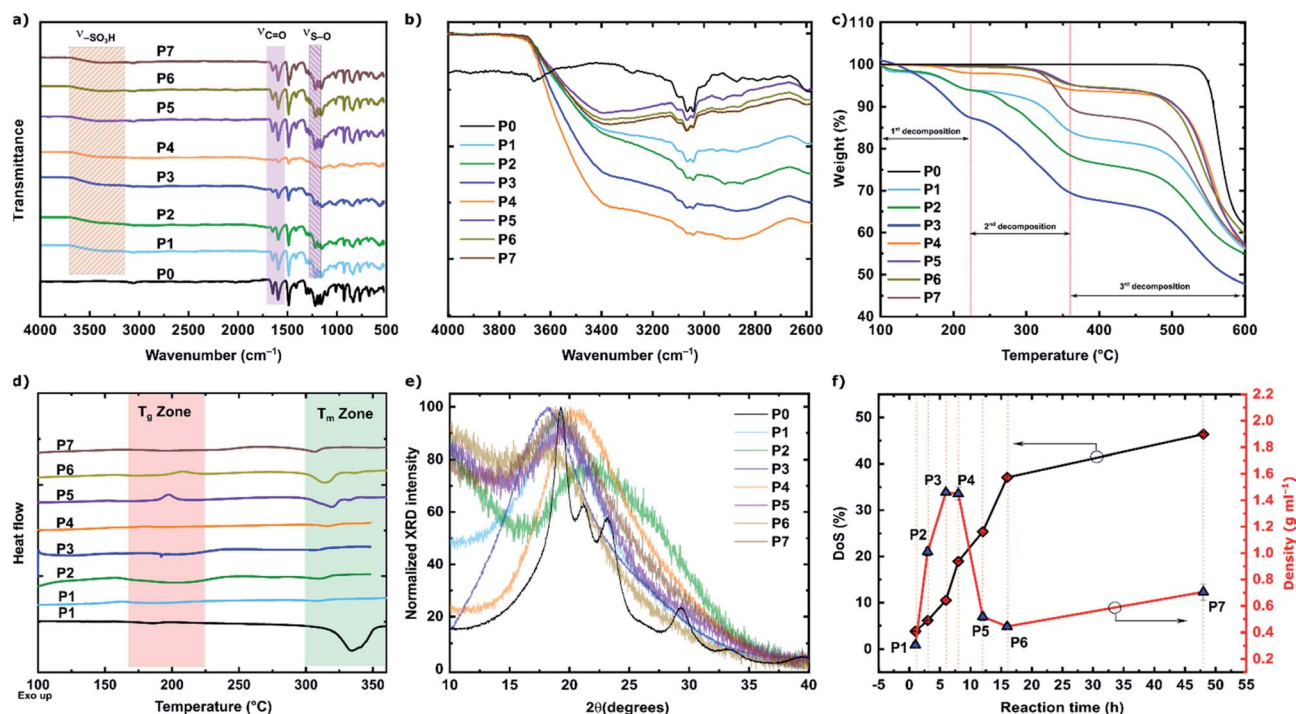 a)
ν–SO₃H
νC=O
νS–O
P7
P6
P5
P4
P3
P2
P1
P0
Transmittance
4000 3500 3000 2500 2000 1500 1000 500
Wavenumber (cm⁻¹)
b)
P0
P1
P2
P3
P4
P5
P6
P7
4000 3800 3600 3400 3200 3000 2800 2600
Wavenumber (cm⁻¹)
c)
110
100
90
80
70
60
50
40
Weight (%)
1st decomposition
2nd decomposition
3rd decomposition
P0
P1
P2
P3
P4
P5
P6
P7
100 200 300 400 500 600
Temperature (°C)
d)
Tg Zone
Tm Zone
P7
P6
P5
P4
P3
P2
P1
P1
Heat flow
100 150 200 250 300 350
Exo up
Temperature (°C)
e)
100
80
60
40
20
0
Normalized XRD intensity
P0
P1
P2
P3
P4
P5
P6
P7
10 15 20 25 30 35 40
2θ(degrees)
f)
50
40
30
20
10
0
DoS (%)
P1
P2
P3
P4
P5
P6
P7
2.2
2.0
1.8
1.6
1.4
1.2
1.0
0.8
0.6
0.4
0.2
Density (g ml⁻¹)
-5 0 5 10 15 20 25 30 35 40 45 50 55
Reaction time (h)